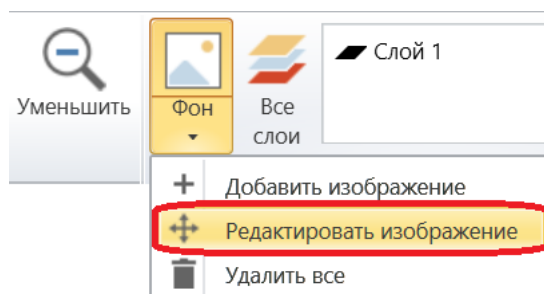 Уменьшить
Фон
Все
слои
Слой 1
Добавить изображение
Редактировать изображение
Удалить все